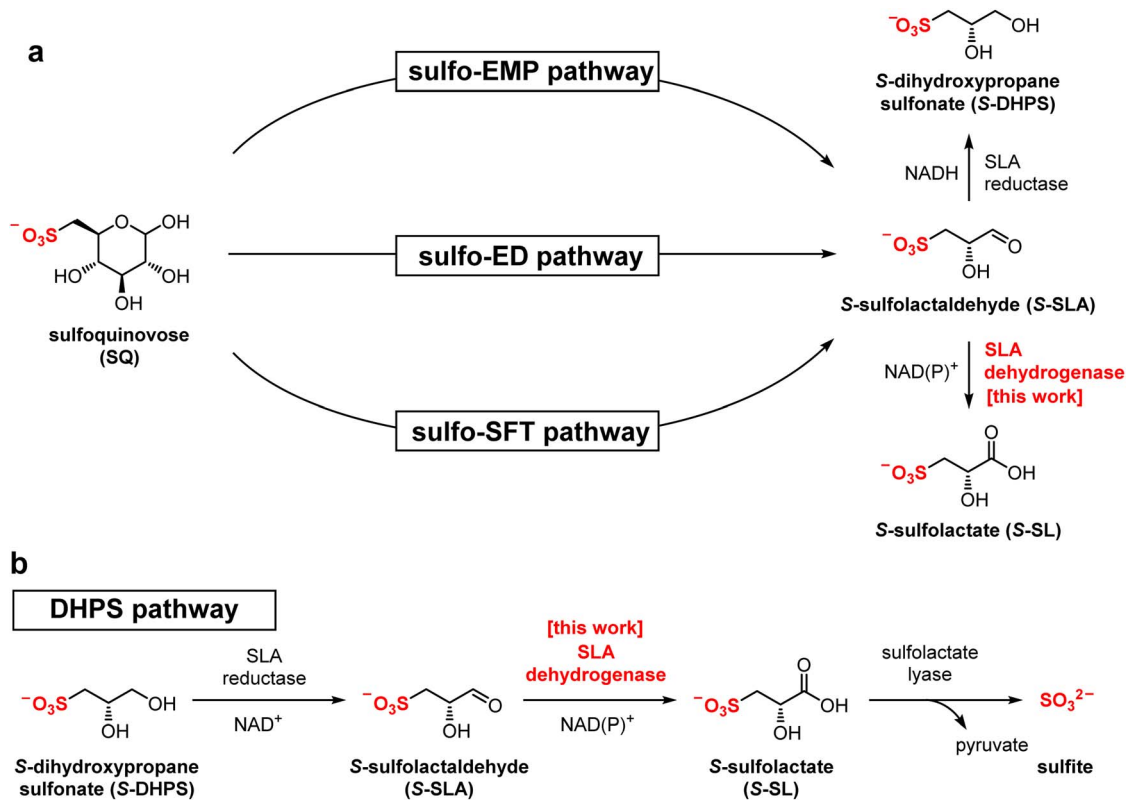 a
sulfo-EMP pathway
⁻O₃S
OH
OH
S-dihydroxypropane
sulfonate (S-DHPS)
NADH
SLA
reductase
⁻O₃S
O
OH
HO
OH
OH
sulfoquinovose
(SQ)
sulfo-ED pathway
⁻O₃S
O
OH
S-sulfolactaldehyde (S-SLA)
NAD(P)⁺
SLA
dehydrogenase
[this work]
sulfo-SFT pathway
O
⁻O₃S
OH
OH
S-sulfolactate (S-SL)
b
DHPS pathway
⁻O₃S
OH
OH
S-dihydroxypropane
sulfonate (S-DHPS)
SLA
reductase
NAD⁺
⁻O₃S
O
OH
S-sulfolactaldehyde
(S-SLA)
[this work]
SLA
dehydrogenase
NAD(P)⁺
O
⁻O₃S
OH
OH
S-sulfolactate
(S-SL)
sulfolactate
lyase
pyruvate
SO₃²⁻
sulfite